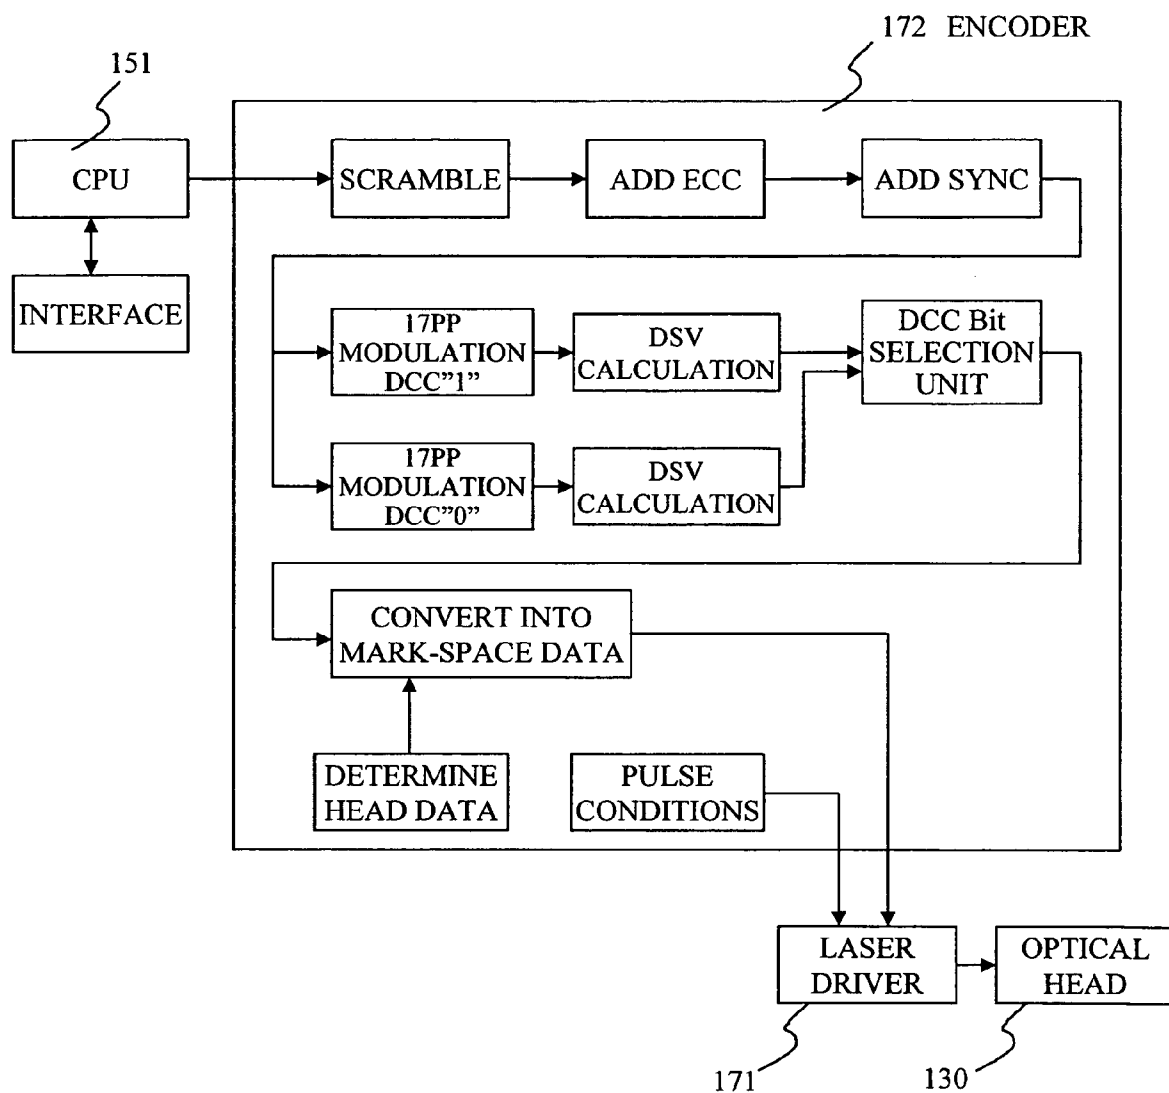 172 ENCODER
151
CPU
SCRAMBLE
ADD ECC
ADD SYNC
INTERFACE
17PP
MODULATION
DCC”1”
DSV
CALCULATION
DCC Bit
SELECTION
UNIT
17PP
MODULATION
DCC”0”
DSV
CALCULATION
CONVERT INTO
MARK-SPACE DATA
DETERMINE
HEAD DATA
PULSE
CONDITIONS
LASER
DRIVER
OPTICAL
HEAD
171
130